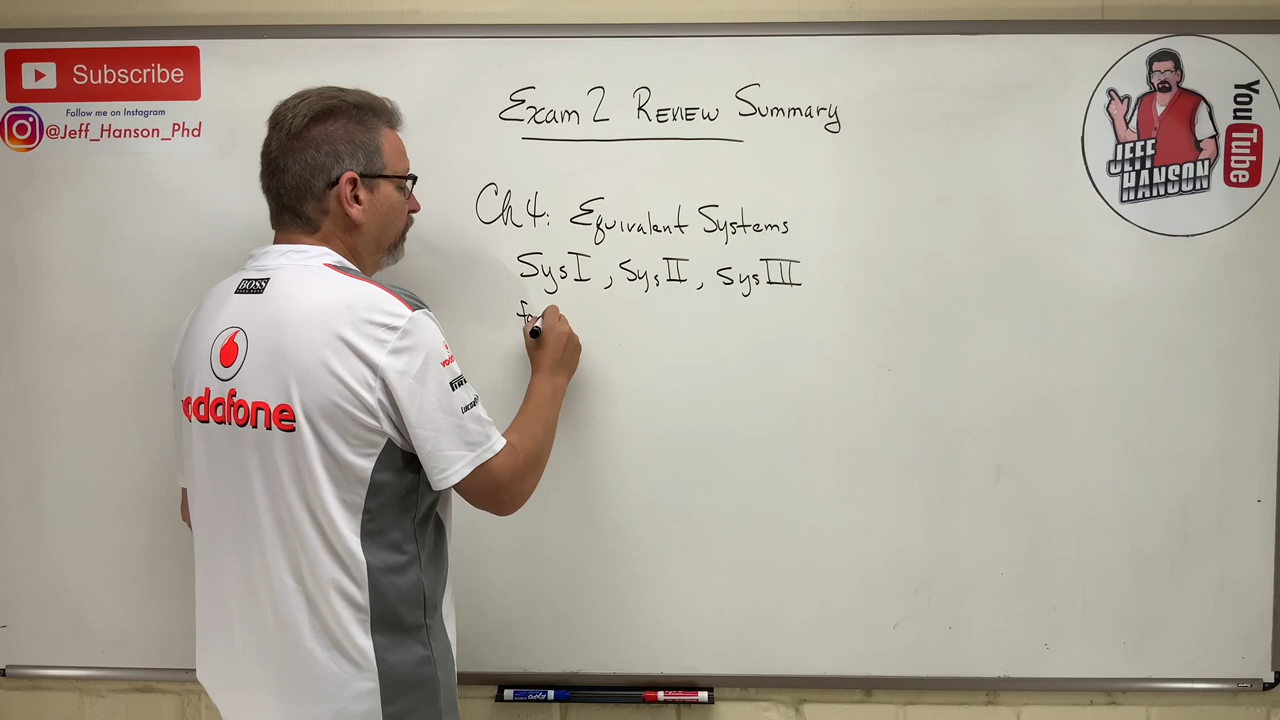 Subscribe
Follow me on Instagram
@Jeff_Hanson_Phd
Exam 2 REVIEW Summary
Ch 4: Equivalent Systems
Sys I, Sys II, Sys III
JEFF
HANSON
YouTube
BOSS
vodafone